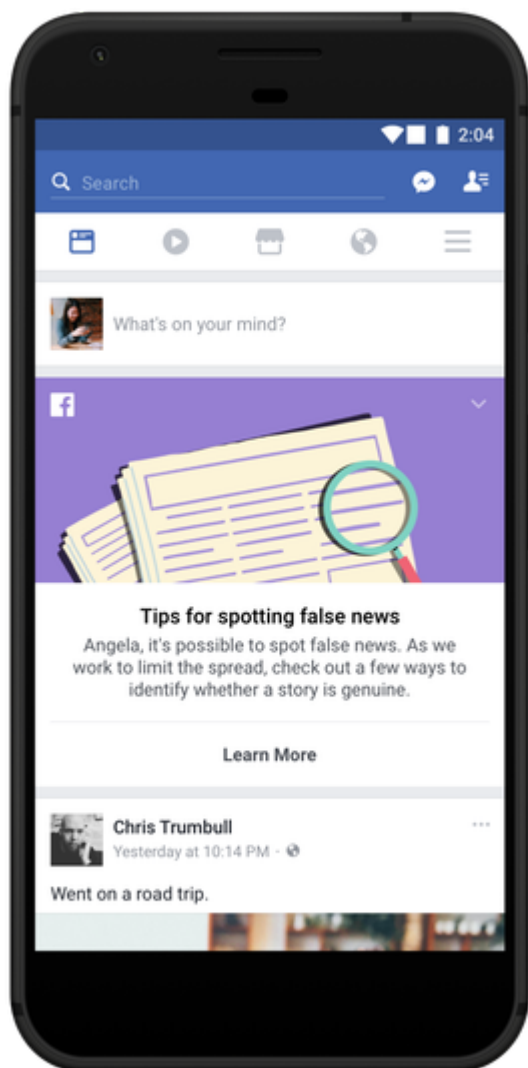 2:04
Search
What's on your mind?
Tips for spotting false news
Angela, it's possible to spot false news. As we
work to limit the spread, check out a few ways to
identify whether a story is genuine.
Learn More
Chris Trumbull
Yesterday at 10:14 PM ·
Went on a road trip.